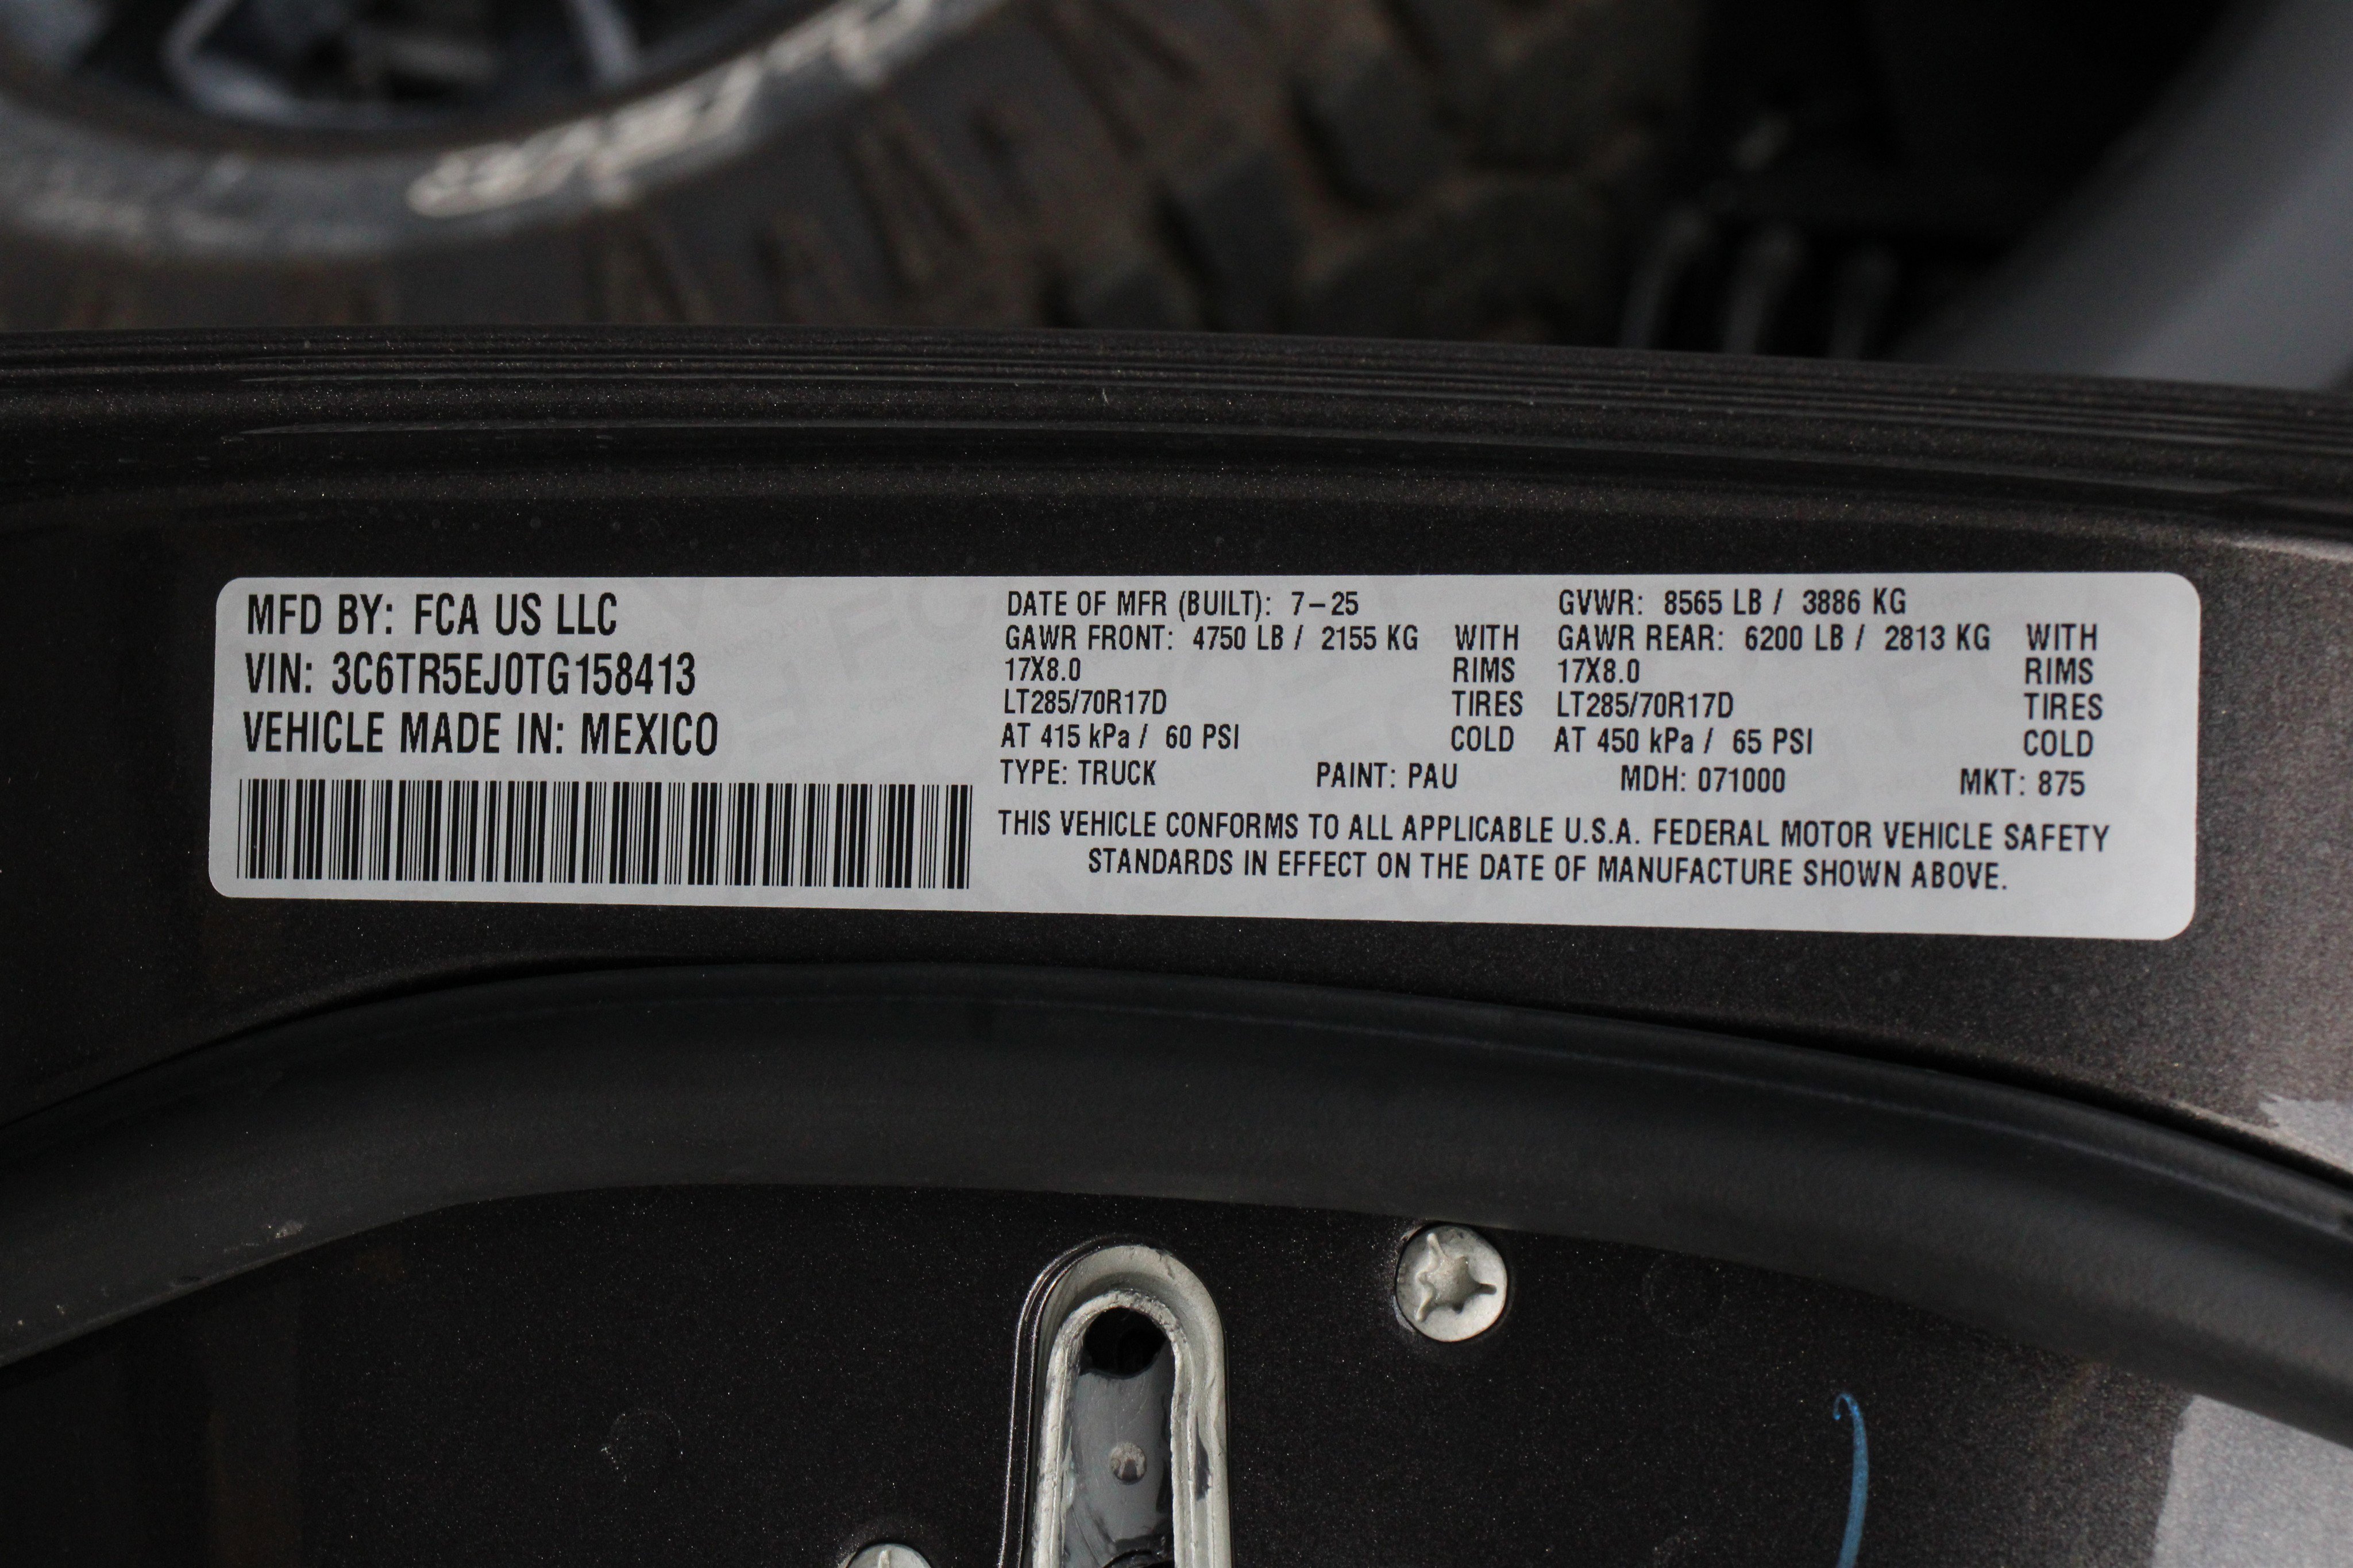 MFD BY: FCA US LLC
VIN: 3C6TR5EJ0TG158413
VEHICLE MADE IN: MEXICO
DATE OF MFR (BUILT): 7-25 GVWR: 8565 LB / 3886 KG
GAWR FRONT: 4750 LB / 2155 KG WITH GAWR REAR: 6200 LB / 2813 KG WITH
17X8.0 RIMS 17X8.0 RIMS
LT285/70R17D TIRES LT285/70R17D TIRES
AT 415 kPa / 60 PSI COLD AT 450 kPa / 65 PSI COLD
TYPE: TRUCK PAINT: PAU MDH: 071000 MKT: 875
THIS VEHICLE CONFORMS TO ALL APPLICABLE U.S.A. FEDERAL MOTOR VEHICLE SAFETY
STANDARDS IN EFFECT ON THE DATE OF MANUFACTURE SHOWN ABOVE.